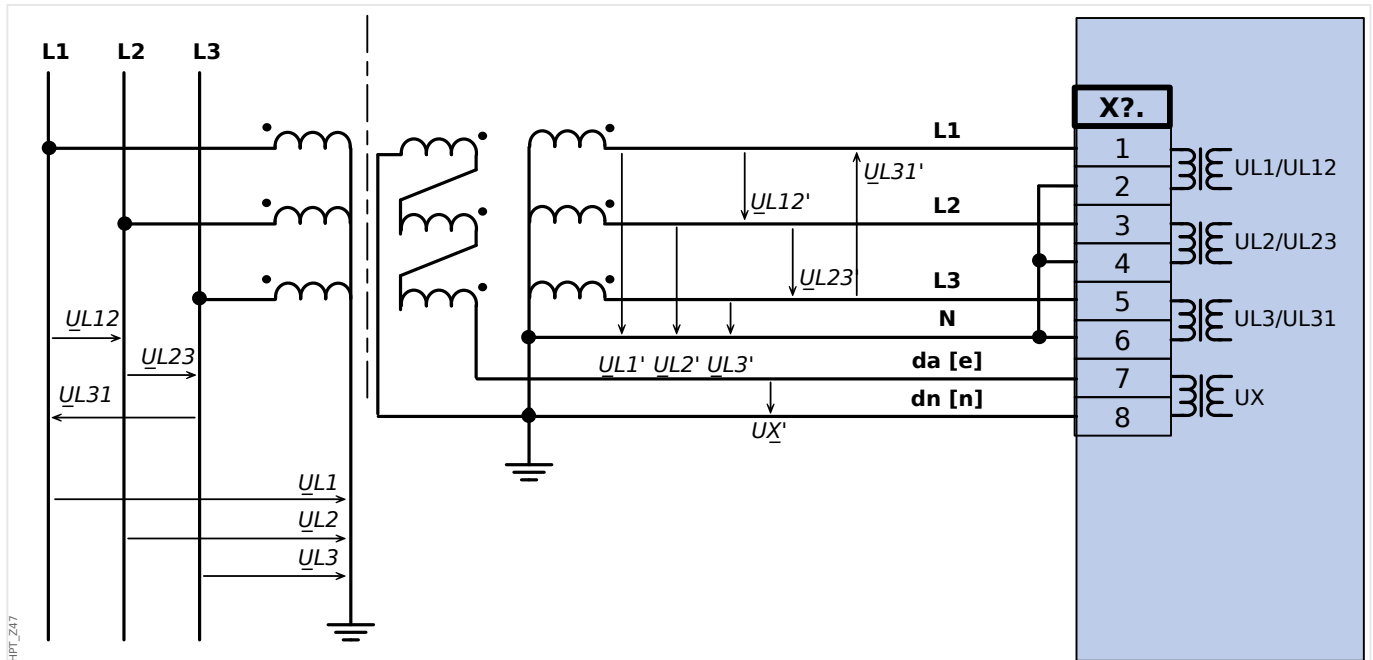 L1 L2 L3
X?.
L1
1
UL31'
UL1/UL12
2
UL12'
L2
3
UL2/UL23
4
UL23'
L3
5
UL12
N
UL3/UL31
6
UL23
UL1' UL2' UL3'
da [e]
7
UL31
dn [n]
UX
8
UX'
UL1
UL2
UL3
HPT_Z47